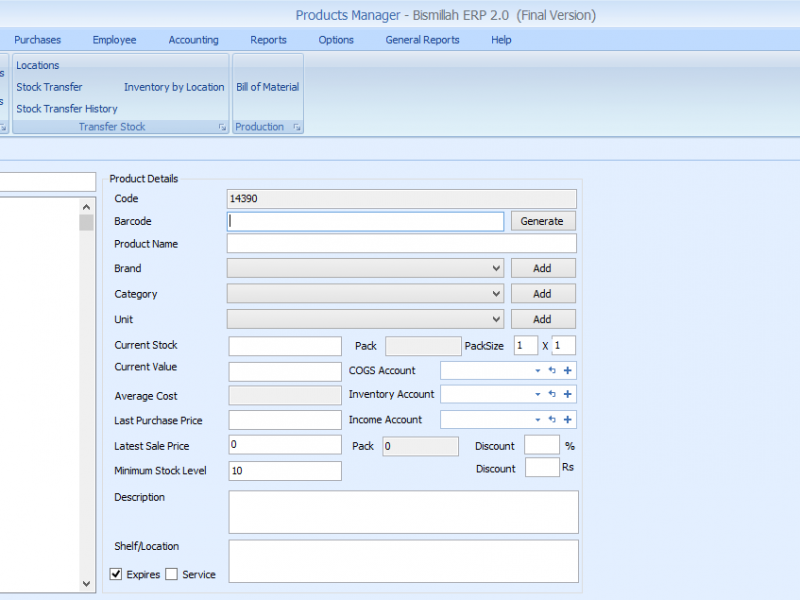 Products Manager - Bismillah ERP 2.0 (Final Version)
Purchases Employee Accounting Reports Options General Reports Help
Locations
Stock Transfer Inventory by Location Bill of Material
Stock Transfer History
Transfer Stock Production
Product Details
Code 14390
Barcode Generate
Product Name
Brand Add
Category Add
Unit Add
Current Stock Pack PackSize 1 X 1
Current Value COGS Account
Average Cost Inventory Account
Last Purchase Price Income Account
Latest Sale Price 0 Pack 0 Discount %
Minimum Stock Level 10 Discount Rs
Description
Shelf/Location
Expires Service